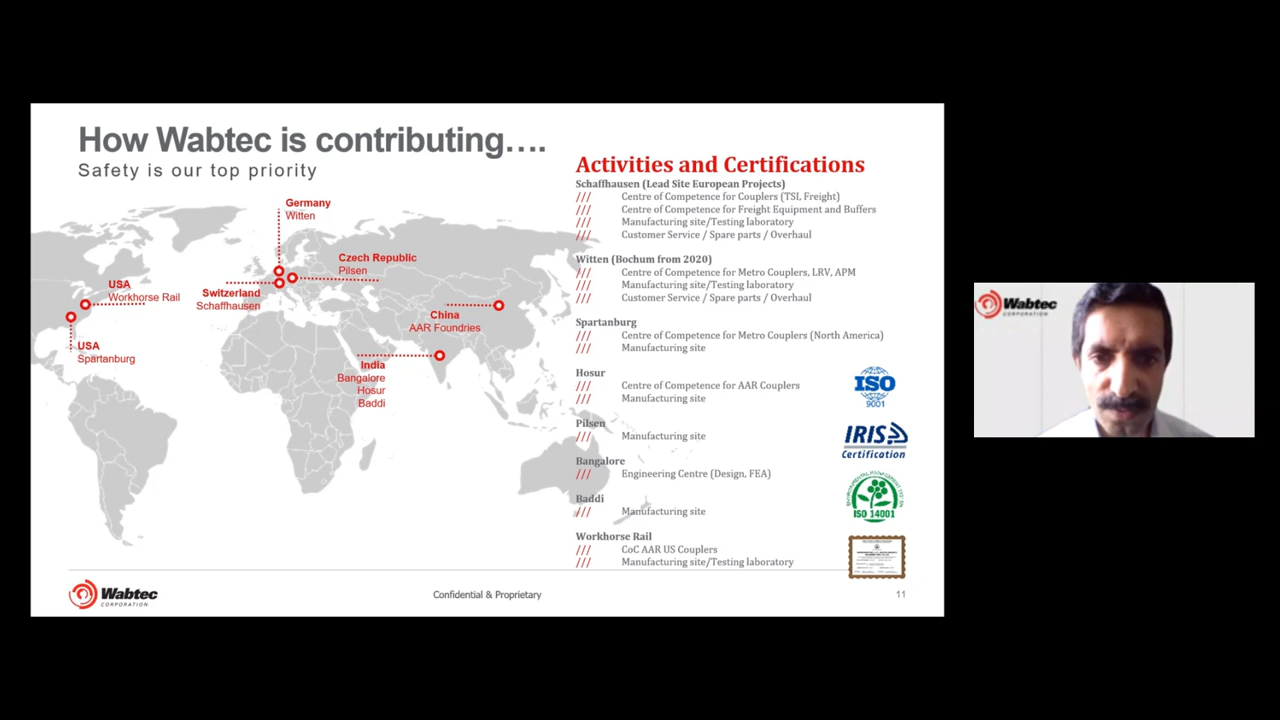 How Wabtec is contributing....
Safety is our top priority
Germany
Witten
Czech Republic
Pilsen
USA
Workhorse Rail
Switzerland
Schaffhausen
China
AAR Foundries
USA
Spartanburg
India
Bangalore
Hosur
Baddi
Activities and Certifications
Schaffhausen (Lead Site European Projects)
/// Centre of Competence for Couplers (TSI, Freight)
/// Centre of Competence for Freight Equipment and Buffers
/// Manufacturing site/Testing laboratory
/// Customer Service / Spare parts / Overhaul
Witten (Bochum from 2020)
/// Centre of Competence for Metro Couplers, LRV, APM
/// Manufacturing site/Testing laboratory
/// Customer Service / Spare parts / Overhaul
Spartanburg
/// Centre of Competence for Metro Couplers (North America)
/// Manufacturing site
Hosur
/// Centre of Competence for AAR Couplers
/// Manufacturing site
Pilsen
/// Manufacturing site
Bangalore
/// Engineering Centre (Design, FEA)
Baddi
/// Manufacturing site
Workhorse Rail
/// CoC AAR US Couplers
/// Manufacturing site/Testing laboratory
ISO
9001
IRIS
Certification
ISO 14001
Wabtec
CORPORATION
Confidential & Proprietary
11
Wabtec
CORPORATION